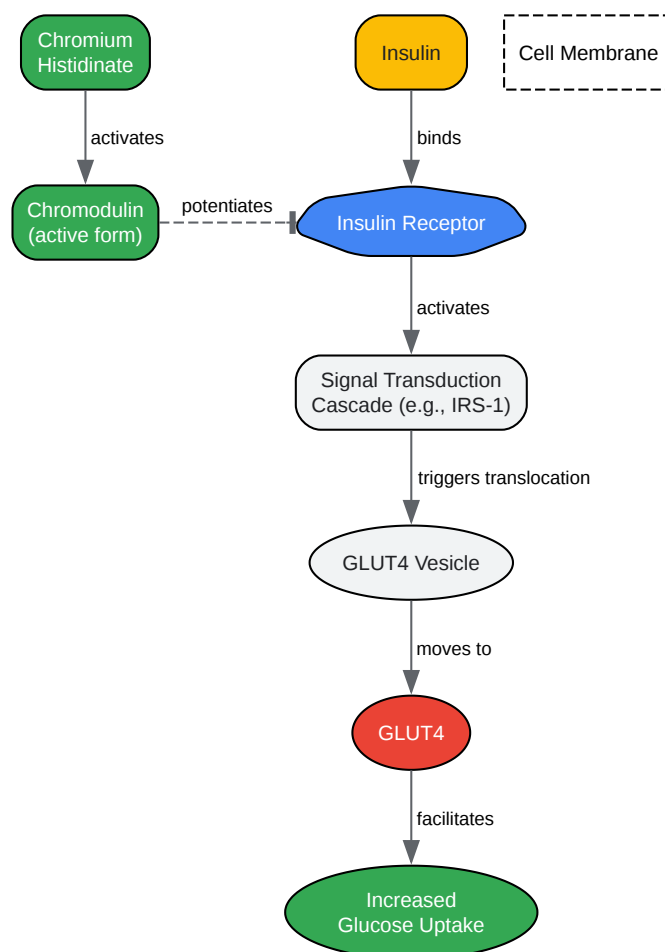 Chromium
Histidinate
Insulin
Cell Membrane
activates
binds
Chromodulin
(active form)
potentiates
Insulin Receptor
activates
Signal Transduction
Cascade (e.g., IRS-1)
triggers translocation
GLUT4 Vesicle
moves to
GLUT4
facilitates
Increased
Glucose Uptake